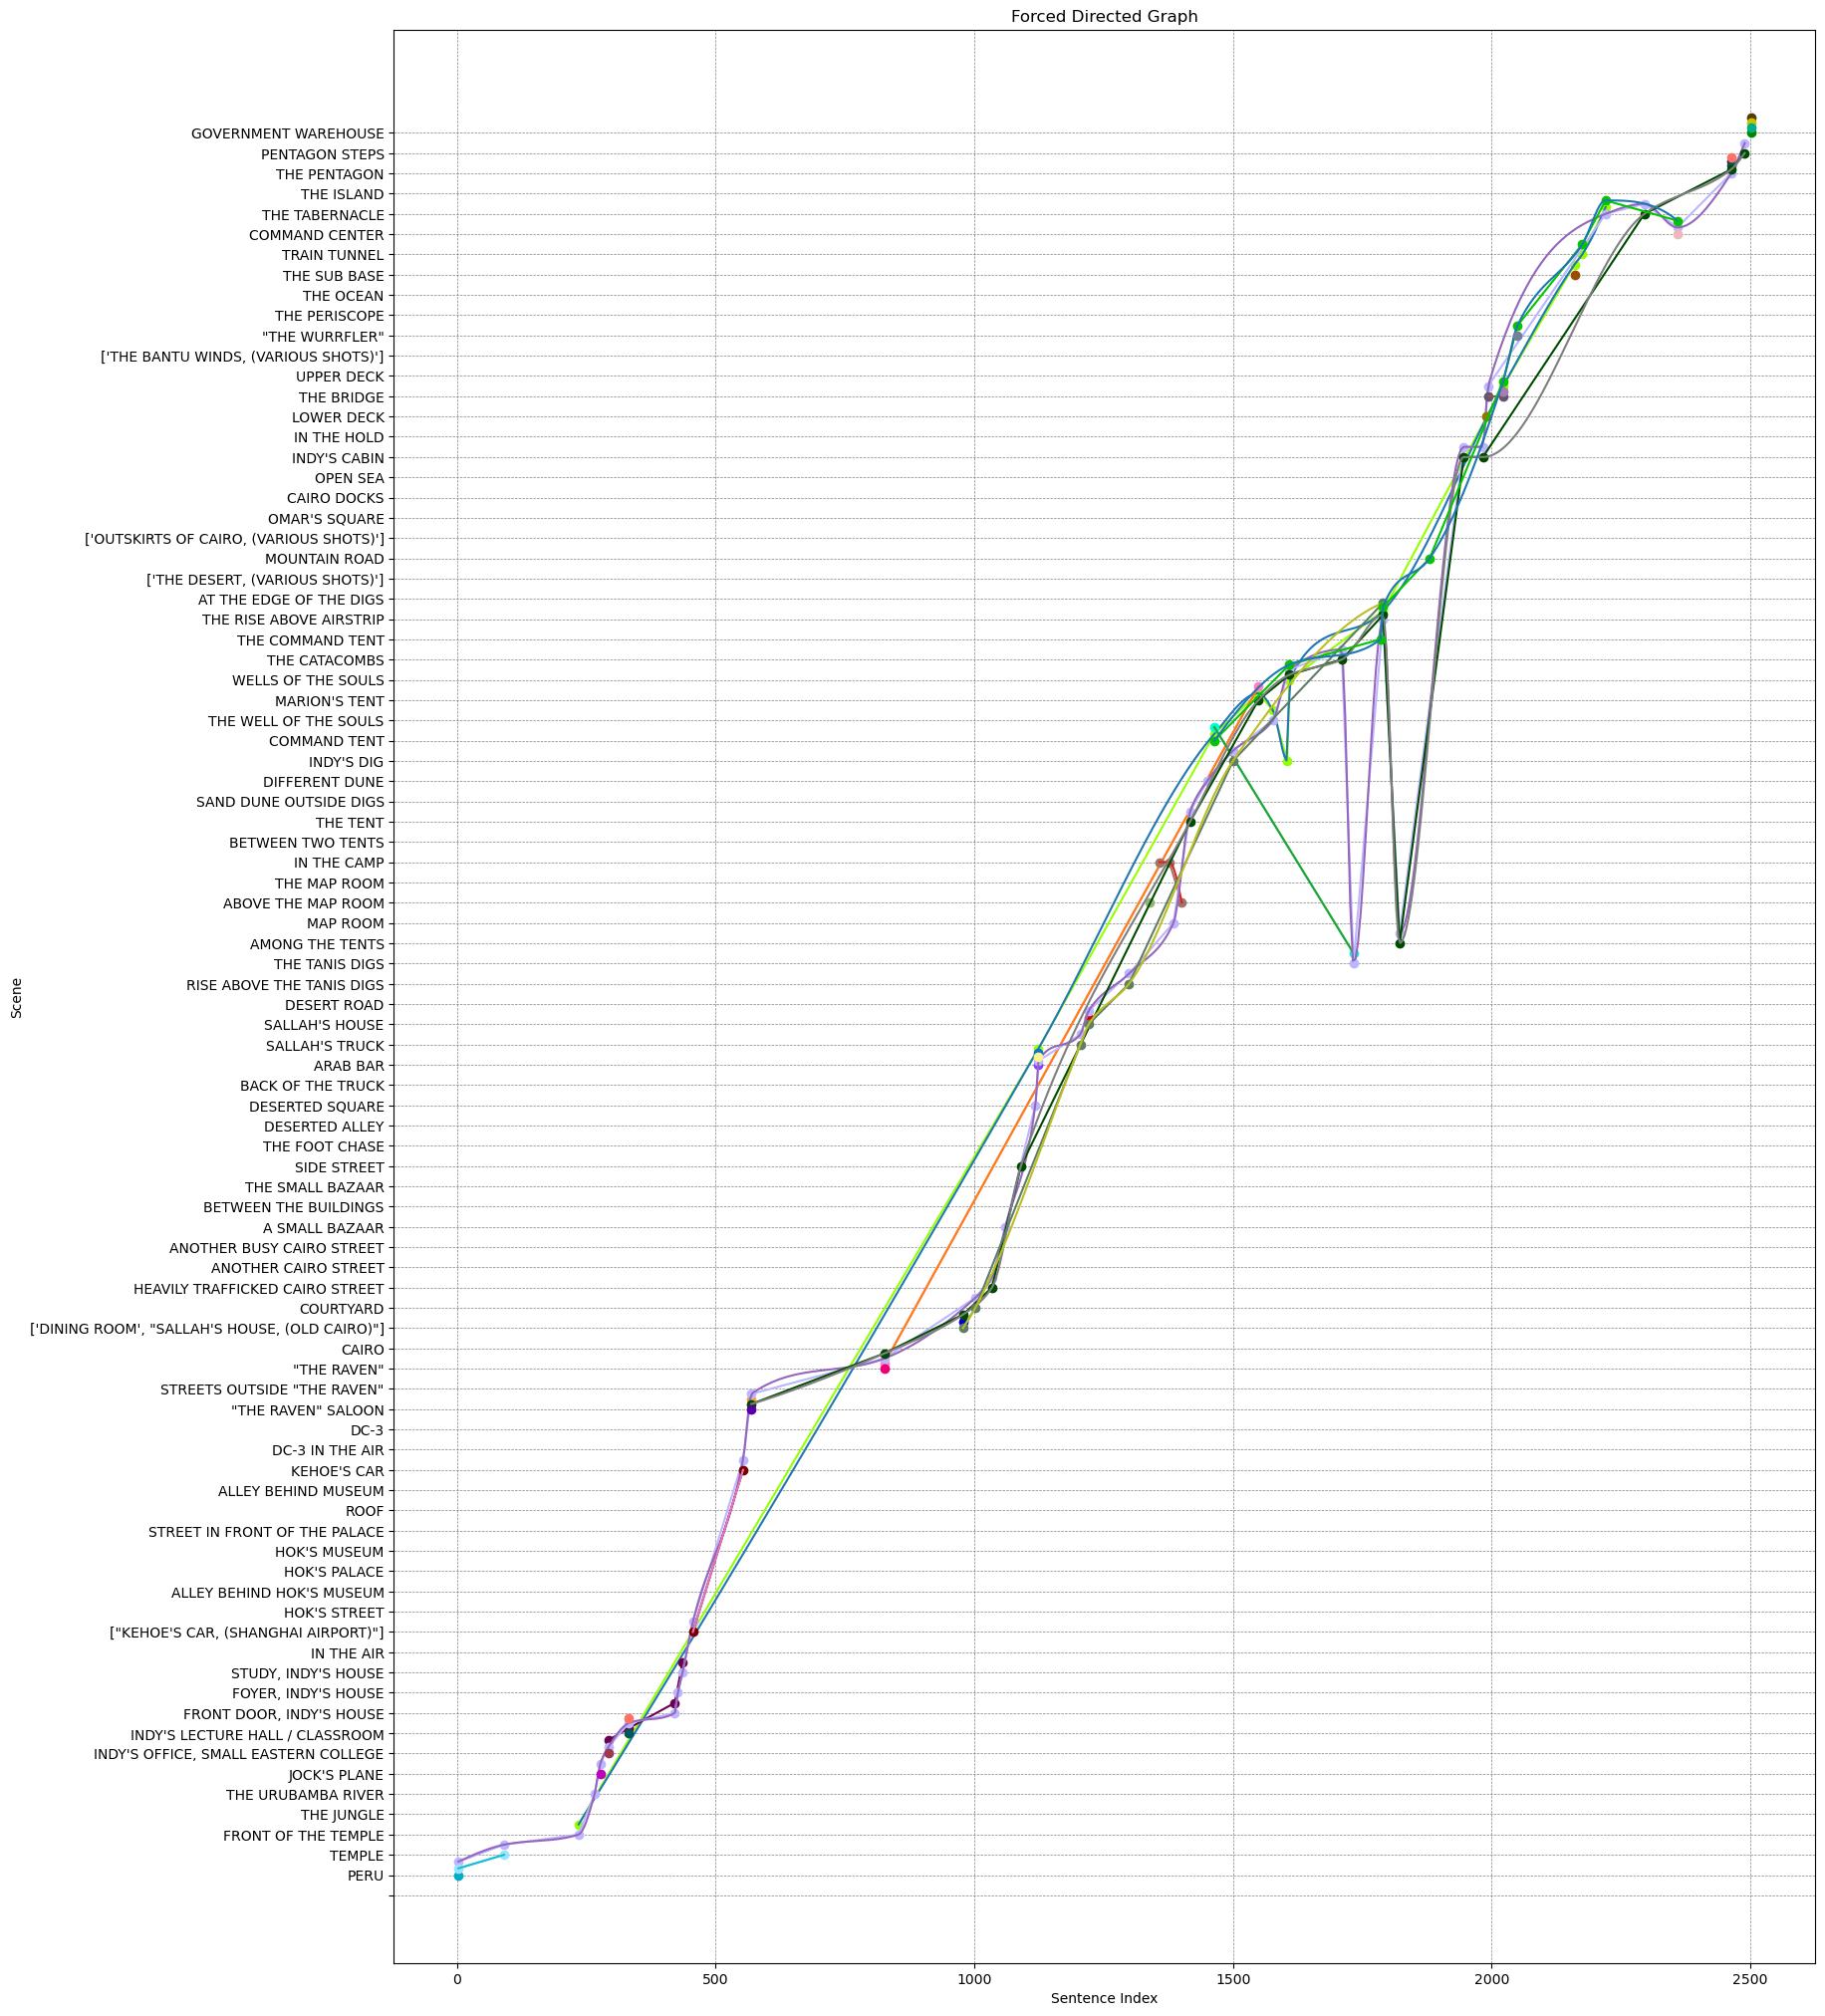 Forced Directed Graph
GOVERNMENT WAREHOUSE
PENTAGON STEPS
THE PENTAGON
THE ISLAND
THE TABERNACLE
COMMAND CENTER
TRAIN TUNNEL
THE SUB BASE
THE OCEAN
THE PERISCOPE
"THE WURRFLER"
['THE BANTU WINDS, (VARIOUS SHOTS)']
UPPER DECK
THE BRIDGE
LOWER DECK
IN THE HOLD
INDY'S CABIN
OPEN SEA
CAIRO DOCKS
OMAR'S SQUARE
['OUTSKIRTS OF CAIRO, (VARIOUS SHOTS)']
MOUNTAIN ROAD
['THE DESERT, (VARIOUS SHOTS)']
AT THE EDGE OF THE DIGS
THE RISE ABOVE AIRSTRIP
THE COMMAND TENT
THE CATACOMBS
WELLS OF THE SOULS
MARION'S TENT
THE WELL OF THE SOULS
COMMAND TENT
INDY'S DIG
DIFFERENT DUNE
SAND DUNE OUTSIDE DIGS
THE TENT
BETWEEN TWO TENTS
IN THE CAMP
THE MAP ROOM
ABOVE THE MAP ROOM
MAP ROOM
AMONG THE TENTS
THE TANIS DIGS
RISE ABOVE THE TANIS DIGS
DESERT ROAD
SALLAH'S HOUSE
SALLAH'S TRUCK
ARAB BAR
BACK OF THE TRUCK
DESERTED SQUARE
DESERTED ALLEY
THE FOOT CHASE
SIDE STREET
THE SMALL BAZAAR
BETWEEN THE BUILDINGS
A SMALL BAZAAR
ANOTHER BUSY CAIRO STREET
ANOTHER CAIRO STREET
HEAVILY TRAFFICKED CAIRO STREET
COURTYARD
['DINING ROOM', "SALLAH'S HOUSE, (OLD CAIRO)"]
CAIRO
"THE RAVEN"
STREETS OUTSIDE "THE RAVEN"
"THE RAVEN" SALOON
DC-3
DC-3 IN THE AIR
KEHOE'S CAR
ALLEY BEHIND MUSEUM
ROOF
STREET IN FRONT OF THE PALACE
HOK'S MUSEUM
HOK'S PALACE
ALLEY BEHIND HOK'S MUSEUM
HOK'S STREET
["KEHOE'S CAR, (SHANGHAI AIRPORT)"]
IN THE AIR
STUDY, INDY'S HOUSE
FOYER, INDY'S HOUSE
FRONT DOOR, INDY'S HOUSE
INDY'S LECTURE HALL / CLASSROOM
INDY'S OFFICE, SMALL EASTERN COLLEGE
JOCK'S PLANE
THE URUBAMBA RIVER
THE JUNGLE
FRONT OF THE TEMPLE
TEMPLE
PERU
Scene
0 500 1000 1500 2000 2500
Sentence Index